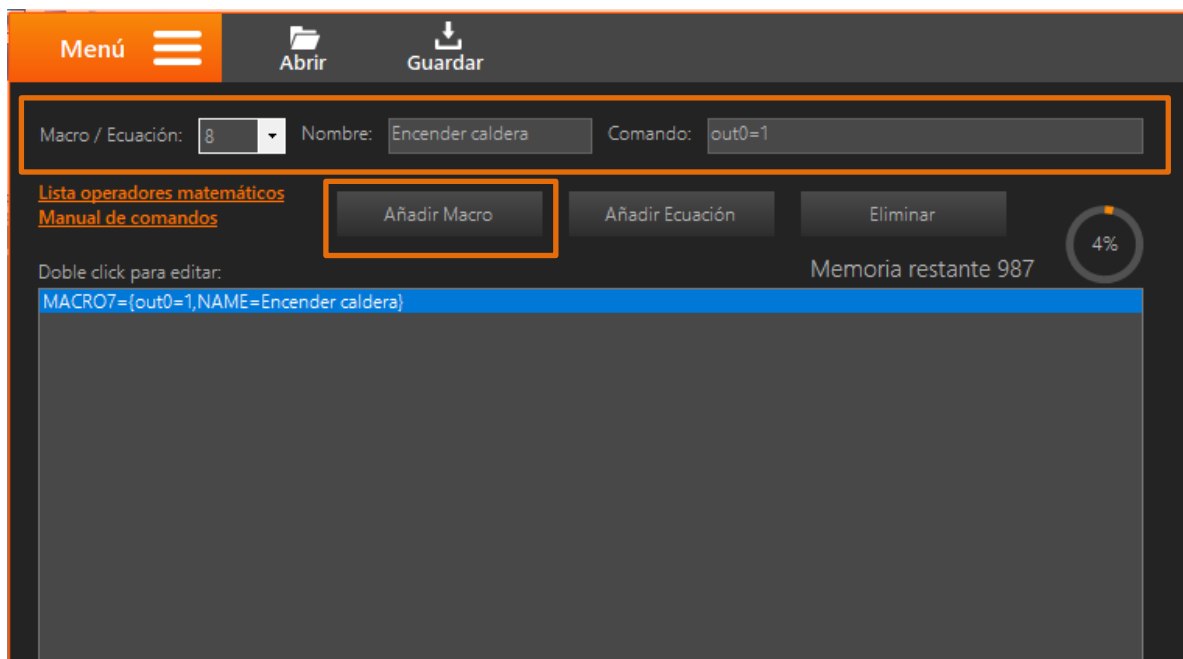 Menú
Abrir
Guardar
Macro / Ecuación: 8 Nombre: Encender caldera Comando: out0=1
Lista operadores matemáticos
Manual de comandos
Añadir Macro Añadir Ecuación Eliminar
4%
Doble click para editar:
Memoria restante 987
MACRO7={out0=1,NAME=Encender caldera}